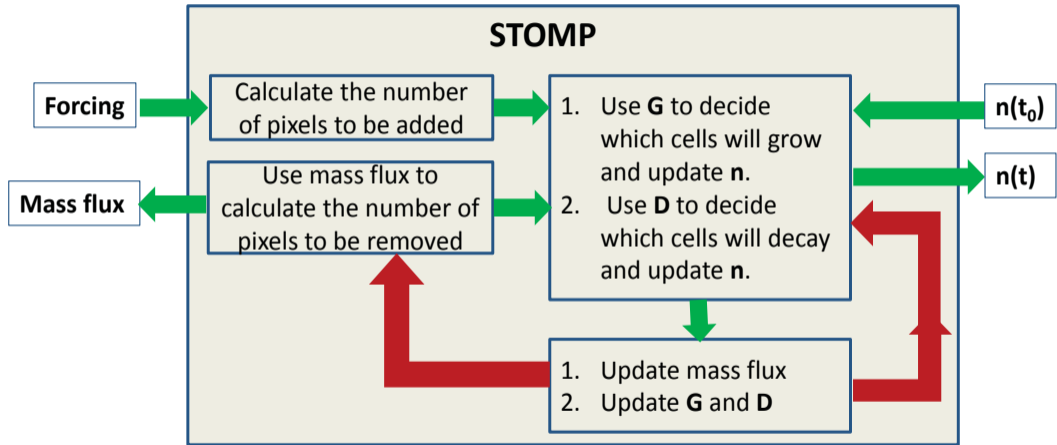 STOMP
Forcing
Calculate the number
of pixels to be added
Mass flux
Use mass flux to
calculate the number of
pixels to be removed
1. Use G to decide
which cells will grow
and update n.
2. Use D to decide
which cells will decay
and update n.
n(t₀)
n(t)
1. Update mass flux
2. Update G and D